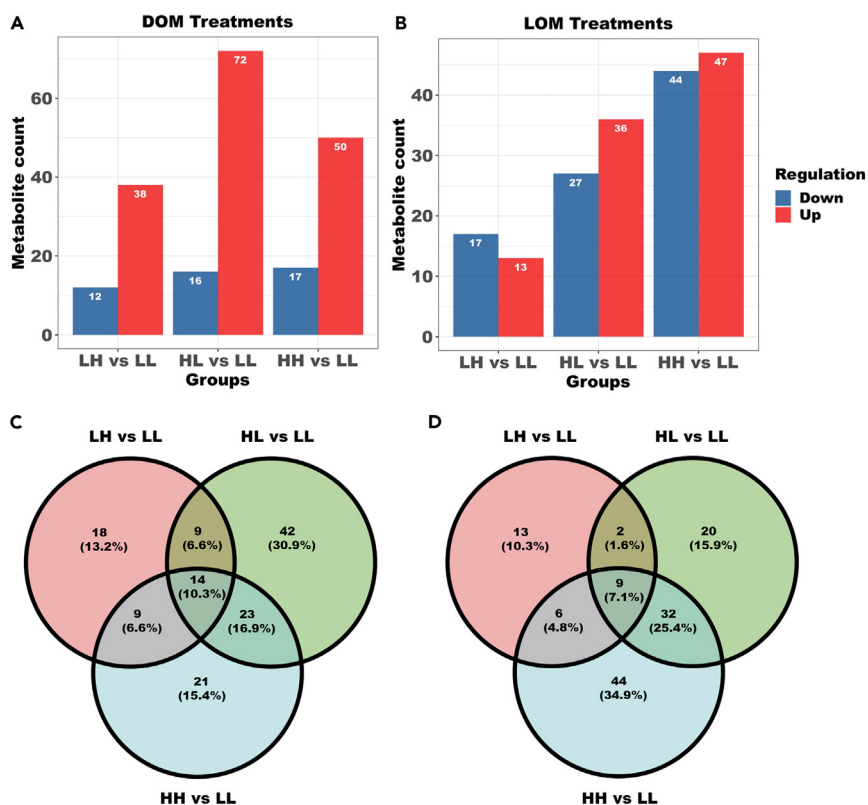 A
DOM Treatments
Metabolite count
60
40
20
0
12
38
16
72
17
50
LH vs LL
HL vs LL
HH vs LL
Groups
B
LOM Treatments
Metabolite count
40
30
20
10
0
17
13
27
36
44
47
LH vs LL
HL vs LL
HH vs LL
Groups
Regulation
Down
Up
C
LH vs LL
HL vs LL
18
(13.2%)
9
(6.6%)
42
(30.9%)
14
(10.3%)
9
(6.6%)
23
(16.9%)
21
(15.4%)
HH vs LL
D
LH vs LL
HL vs LL
13
(10.3%)
2
(1.6%)
20
(15.9%)
9
(7.1%)
6
(4.8%)
32
(25.4%)
44
(34.9%)
HH vs LL